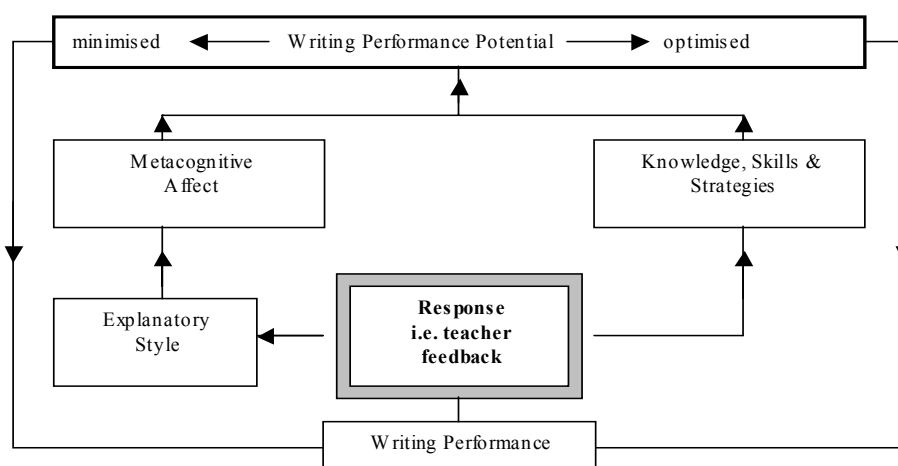 minimised Writing Performance Potential optimised
Metacognitive
Affect
Knowledge, Skills &
Strategies
Explanatory
Style
Response
i.e. teacher
feedback
Writing Performance